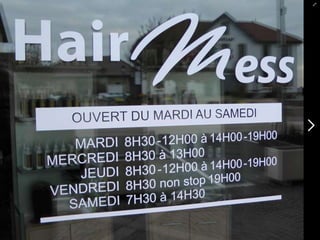 Hair Mess
OUVERT DU MARDI AU SAMEDI
MARDI 8H30-12H00 à 14H00-19H00
MERCREDI 8H30 à 13H00
JEUDI 8H30-12H00 à 14H00-19H00
VENDREDI 8H30 non stop 19H00
SAMEDI 7H30 à 14H30